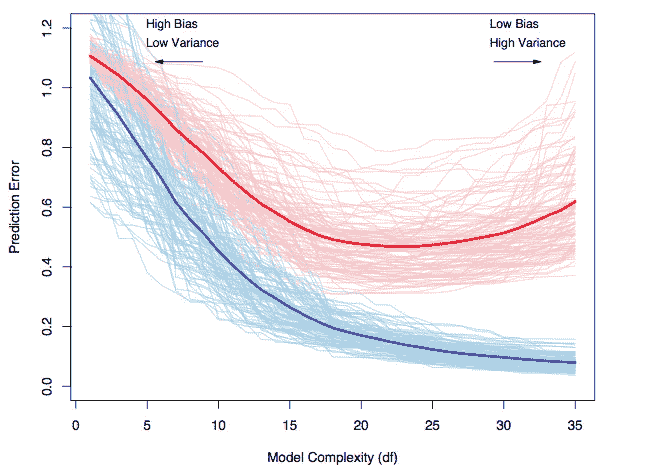 High Bias
Low Variance
Low Bias
High Variance
Prediction Error
1.2
1.0
0.8
0.6
0.4
0.2
0.0
0 5 10 15 20 25 30 35
Model Complexity (df)